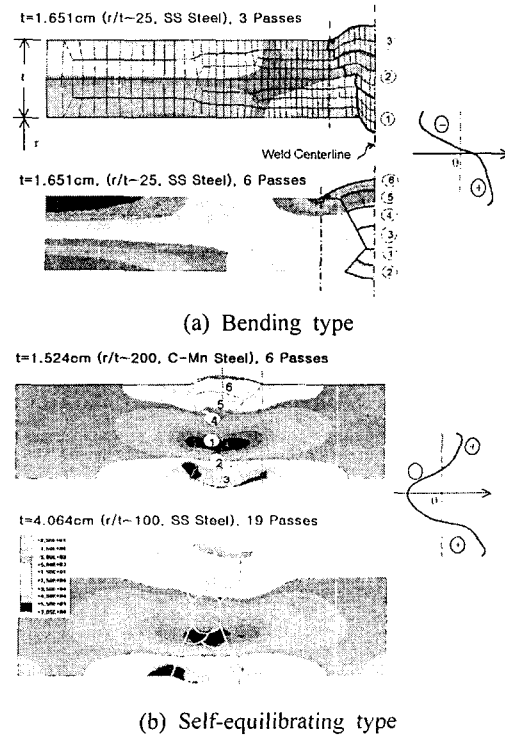 t=1.651cm (r/t~25, SS Steel), 3 Passes
3
2
1
t
r
Weld Centerline
t=1.651cm, (r/t~25, SS Steel), 6 Passes
6
5
4
3
1
2
−
0
+
(a) Bending type
t=1.524cm (r/t~200, C-Mn Steel), 6 Passes
6
5
4
1
2
3
+
0
+
t=4.064cm (r/t~100, SS Steel), 19 Passes
(b) Self-equilibrating type